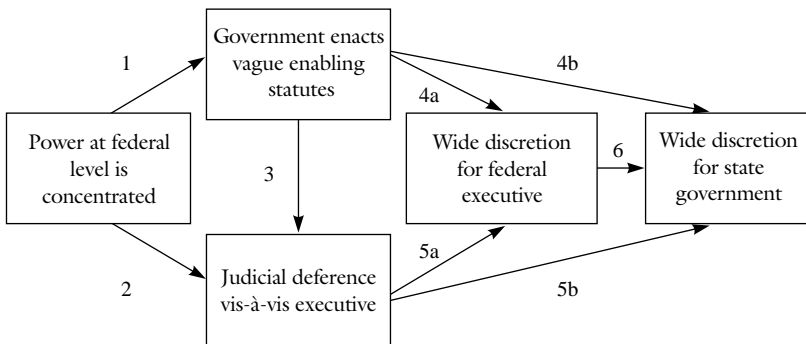 Government enacts
vague enabling
statutes
1
4b
4a
Power at federal
level is
concentrated
3
Wide discretion
for federal
executive
6
Wide discretion
for state
government
2
Judicial deference
vis-à-vis executive
5a
5b